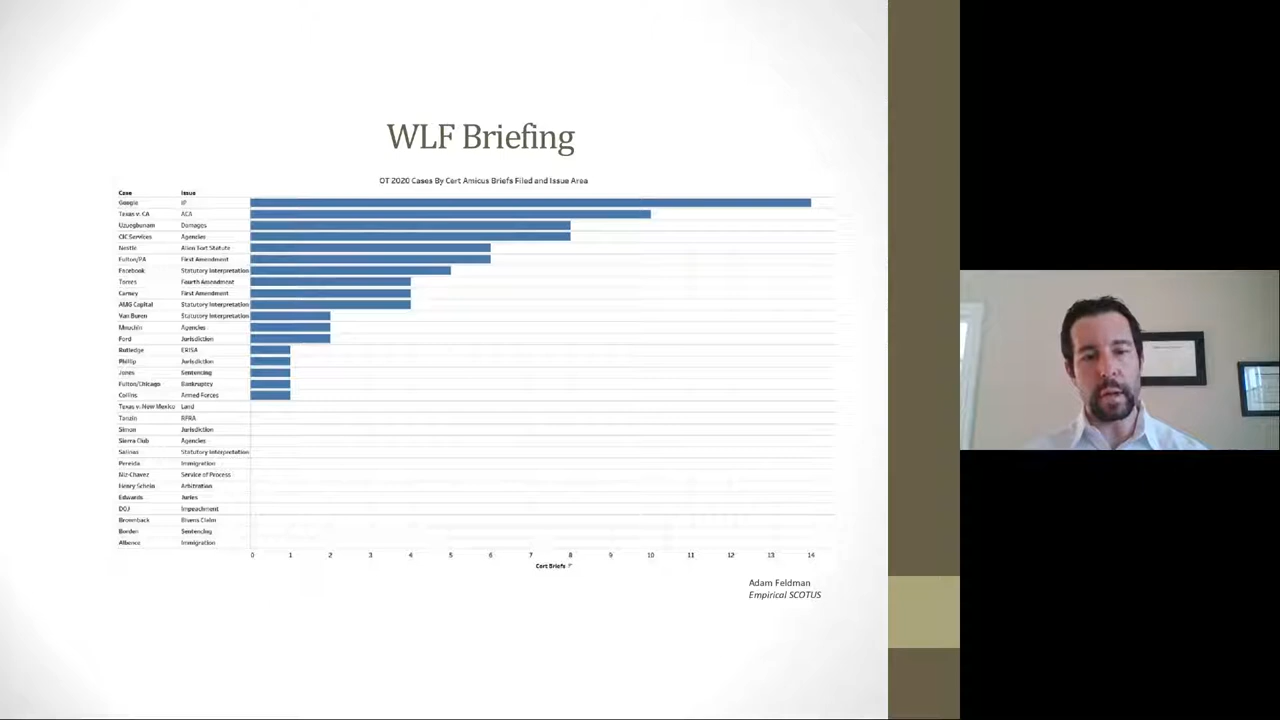 WLF Briefing
OT 2020 Cases By Cert Amicus Briefs Filed and Issue Area
Case Issue
Google IP
Texas v. CA ACA
Uzuegbunam Damages
CIC Services Agencies
Nestle Alien Tort Statute
Fulton/PA First Amendment
Facebook Statutory Interpretation
Torres Fourth Amendment
Carney First Amendment
AMG Capital Statutory Interpretation
Van Buren Statutory Interpretation
Mnuchin Agencies
Ford Jurisdiction
Rutledge ERISA
Phillip Jurisdiction
Jones Sentencing
Fulton/Chicago Bankruptcy
Collins Armed Forces
Texas v. New Mexico Land
Tanzin RFRA
Simon Jurisdiction
Sierra Club Agencies
Salinas Statutory Interpretation
Pereida Immigration
Niz-Chavez Service of Process
Henry Schein Arbitration
Edwards Juries
DOJ Impeachment
Brownback Bivens Claim
Borden Sentencing
Albence Immigration
0 1 2 3 4 5 6 7 8 9 10 11 12 13 14
Cert Briefs
Adam Feldman
Empirical SCOTUS